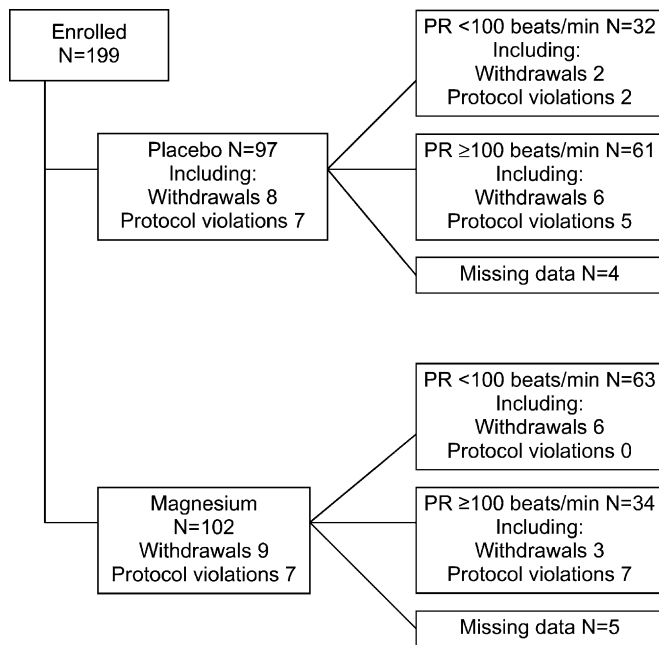 Enrolled
N=199
Placebo N=97
Including:
Withdrawals 8
Protocol violations 7
PR <100 beats/min N=32
Including:
Withdrawals 2
Protocol violations 2
PR ≥100 beats/min N=61
Including:
Withdrawals 6
Protocol violations 5
Missing data N=4
Magnesium
N=102
Withdrawals 9
Protocol violations 7
PR <100 beats/min N=63
Including:
Withdrawals 6
Protocol violations 0
PR ≥100 beats/min N=34
Including:
Withdrawals 3
Protocol violations 7
Missing data N=5